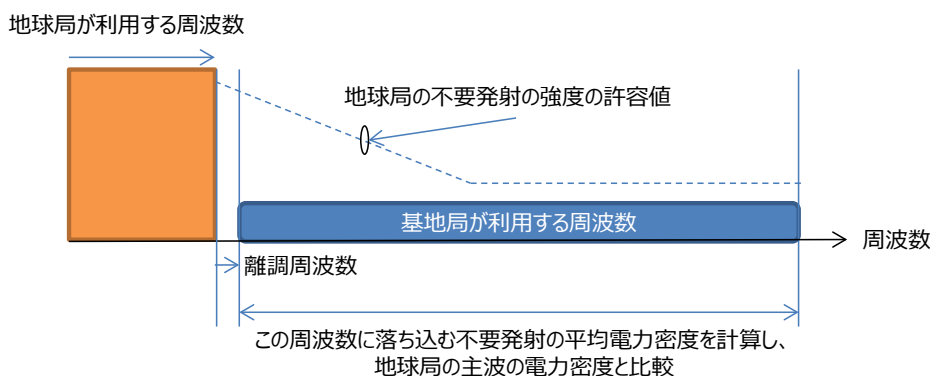 地球局が利用する周波数
地球局の不要発射の強度の許容値
基地局が利用する周波数
周波数
離調周波数
この周波数に落ち込む不要発射の平均電力密度を計算し、
地球局の主波の電力密度と比較